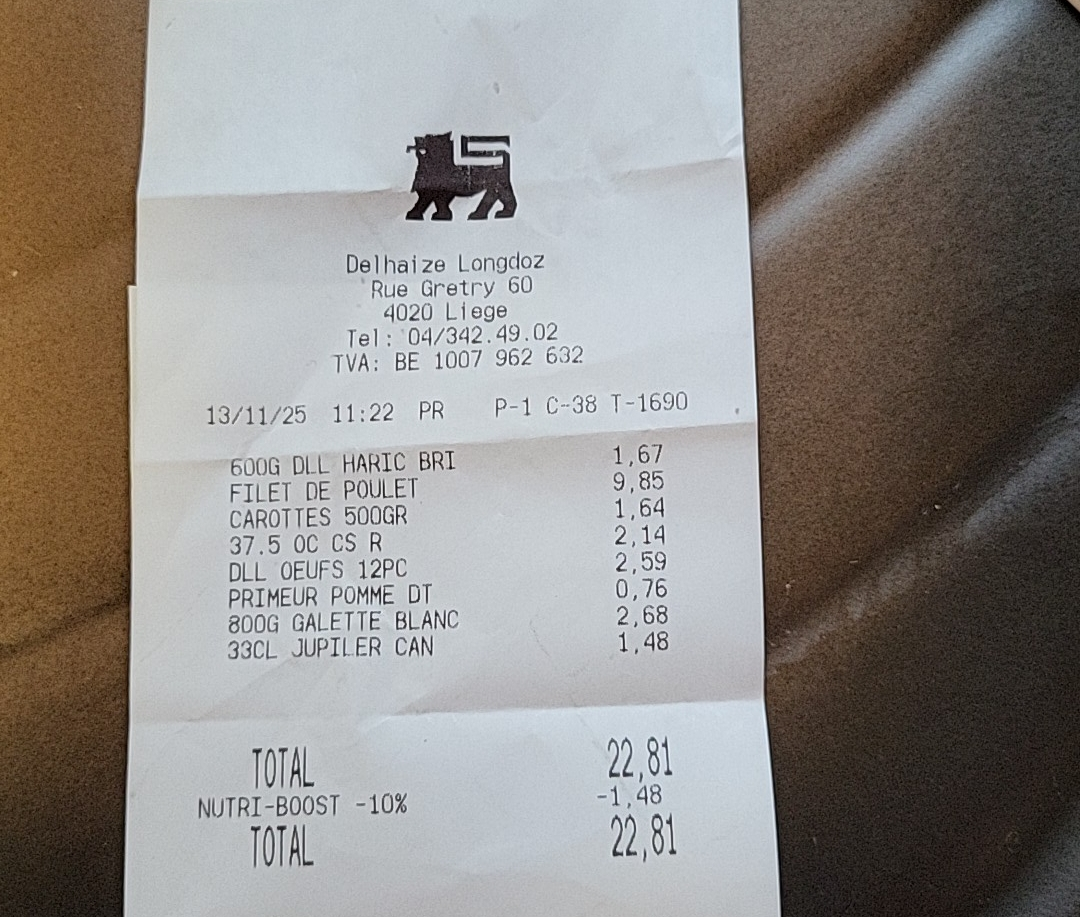 Delhaize Longdoz
Rue Gretry 60
4020 Liege
Tel: 04/342.49.02
TVA: BE 1007 962 632
13/11/25 11:22 PR P-1 C-38 T-1690
600G DLL HARIC BRI 1,67
FILET DE POULET 9,85
CAROTTES 500GR 1,64
37.5 OC CS R 2,14
DLL OEUFS 12PC 2,59
PRIMEUR POMME DT 0,76
800G GALETTE BLANC 2,68
33CL JUPILER CAN 1,48
TOTAL 22,81
NUTRI-BOOST -10% -1,48
TOTAL 22,81